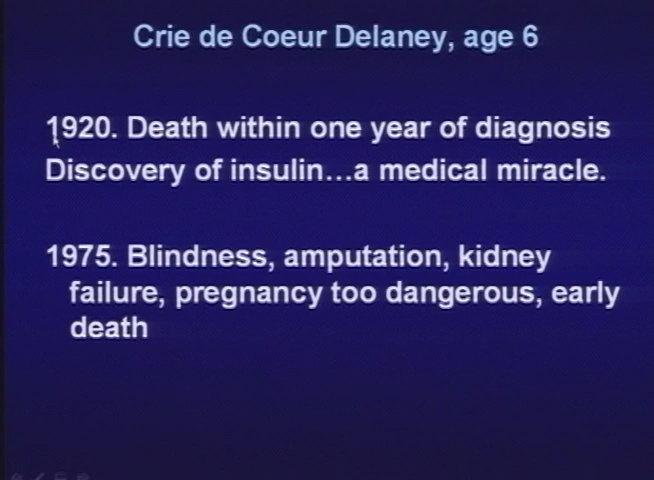 Crie de Coeur Delaney, age 6
1920. Death within one year of diagnosis
Discovery of insulin...a medical miracle.
1975. Blindness, amputation, kidney
failure, pregnancy too dangerous, early
death